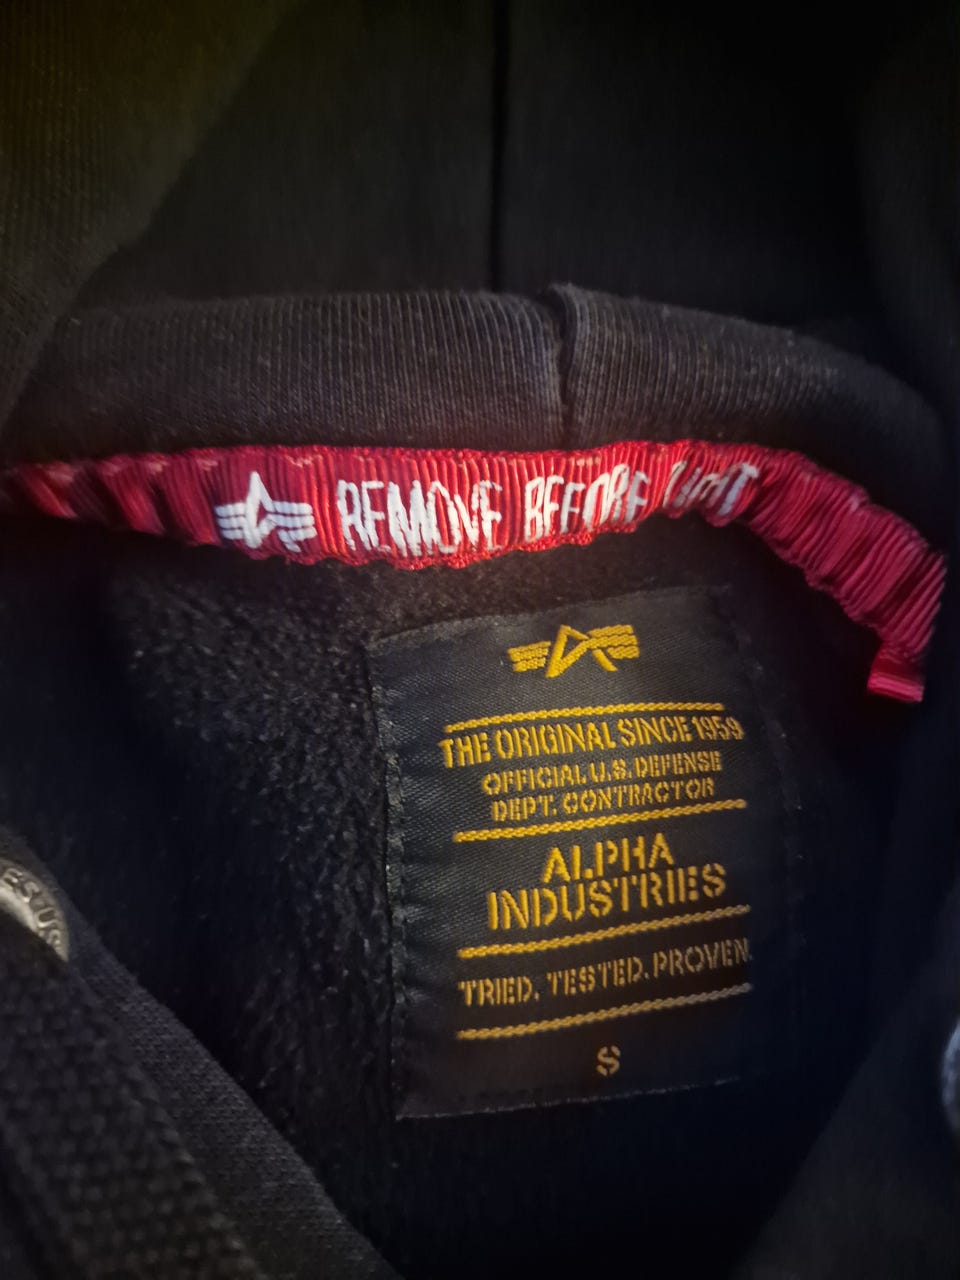 REMOVE BEFORE
THE ORIGINAL SINCE 1959
OFFICIAL U.S. DEFENSE
DEPT. CONTRACTOR
ALPHA
INDUSTRIES
TRIED. TESTED. PROVEN.
S